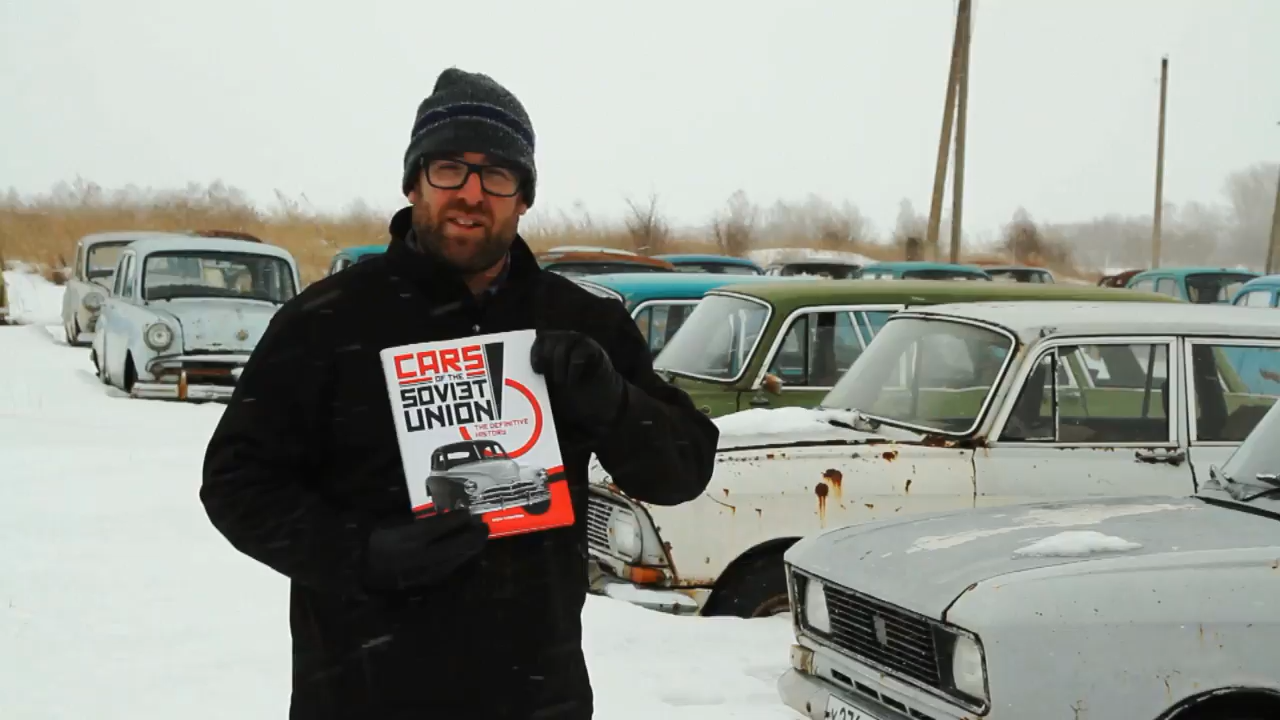 CARS
OF THE
SOVIET
UNION
THE DEFINITIVE
HISTORY